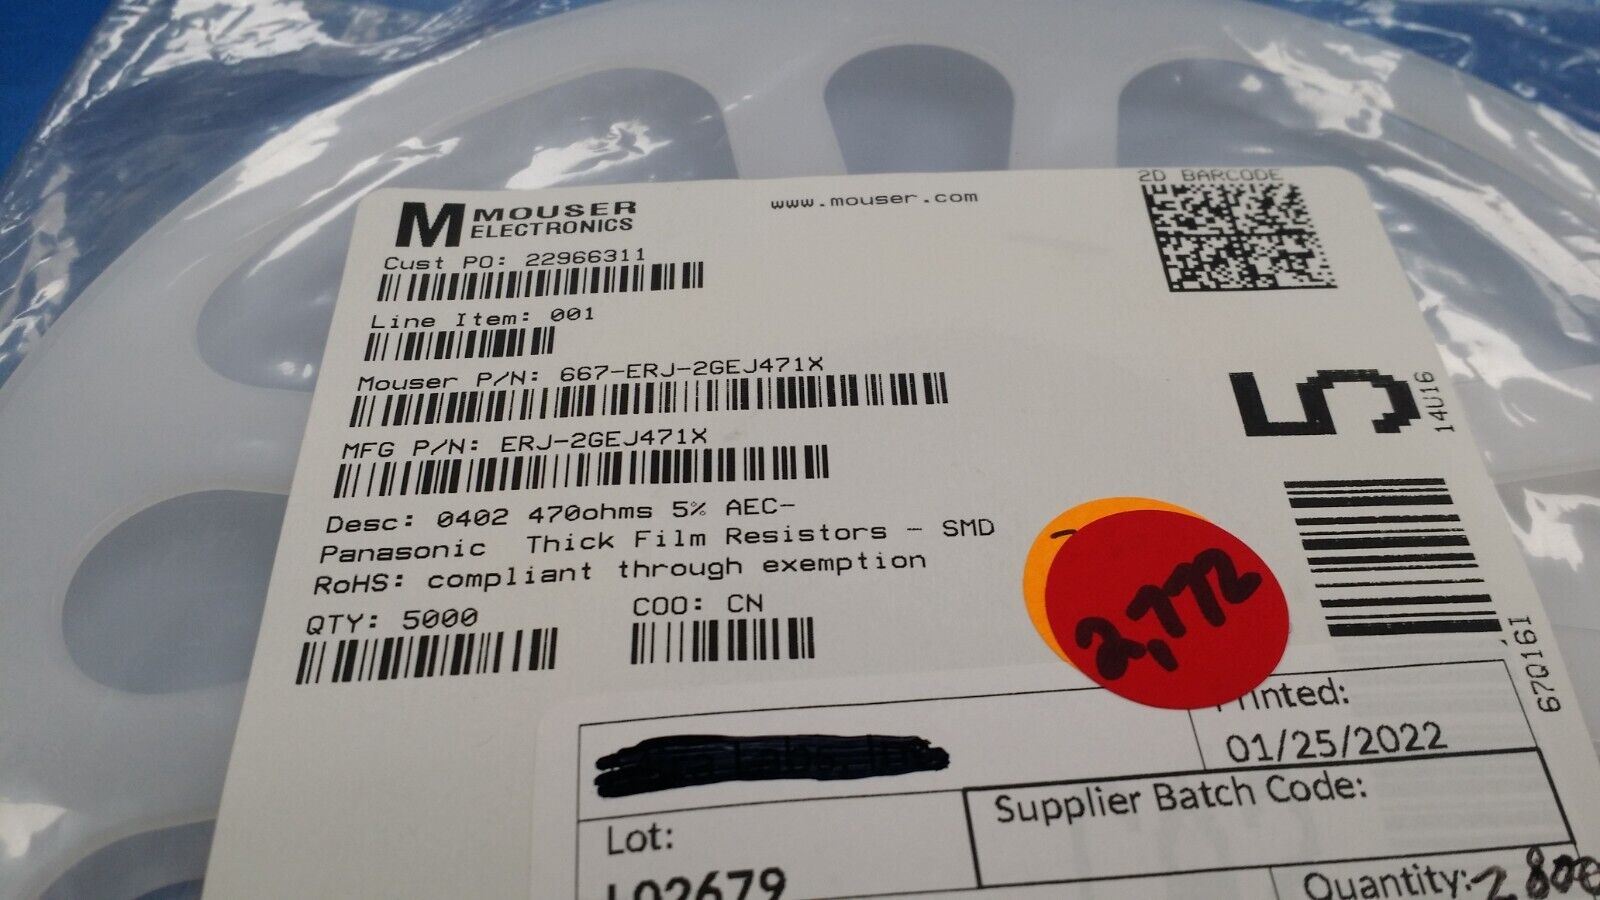 M MOUSER
ELECTRONICS
www.mouser.com
2D BARCODE
Cust PO: 22966311
Line Item: 001
Mouser P/N: 667-ERJ-2GEJ471X
MFG P/N: ERJ-2GEJ471X
Desc: 0402 470ohms 5% AEC-
Panasonic Thick Film Resistors - SMD
RoHS: compliant through exemption
QTY: 5000
COO: CN
5
14U16
67Q161
2,772
Printed:
01/25/2022
Supplier Batch Code:
Lot:
L02679
Quantity: 2800